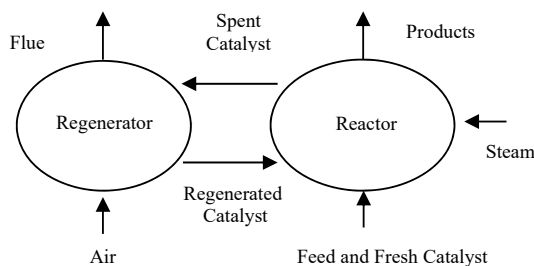 Spent
Catalyst
Flue
Products
Regenerator
Reactor
Steam
Regenerated
Catalyst
Air
Feed and Fresh Catalyst